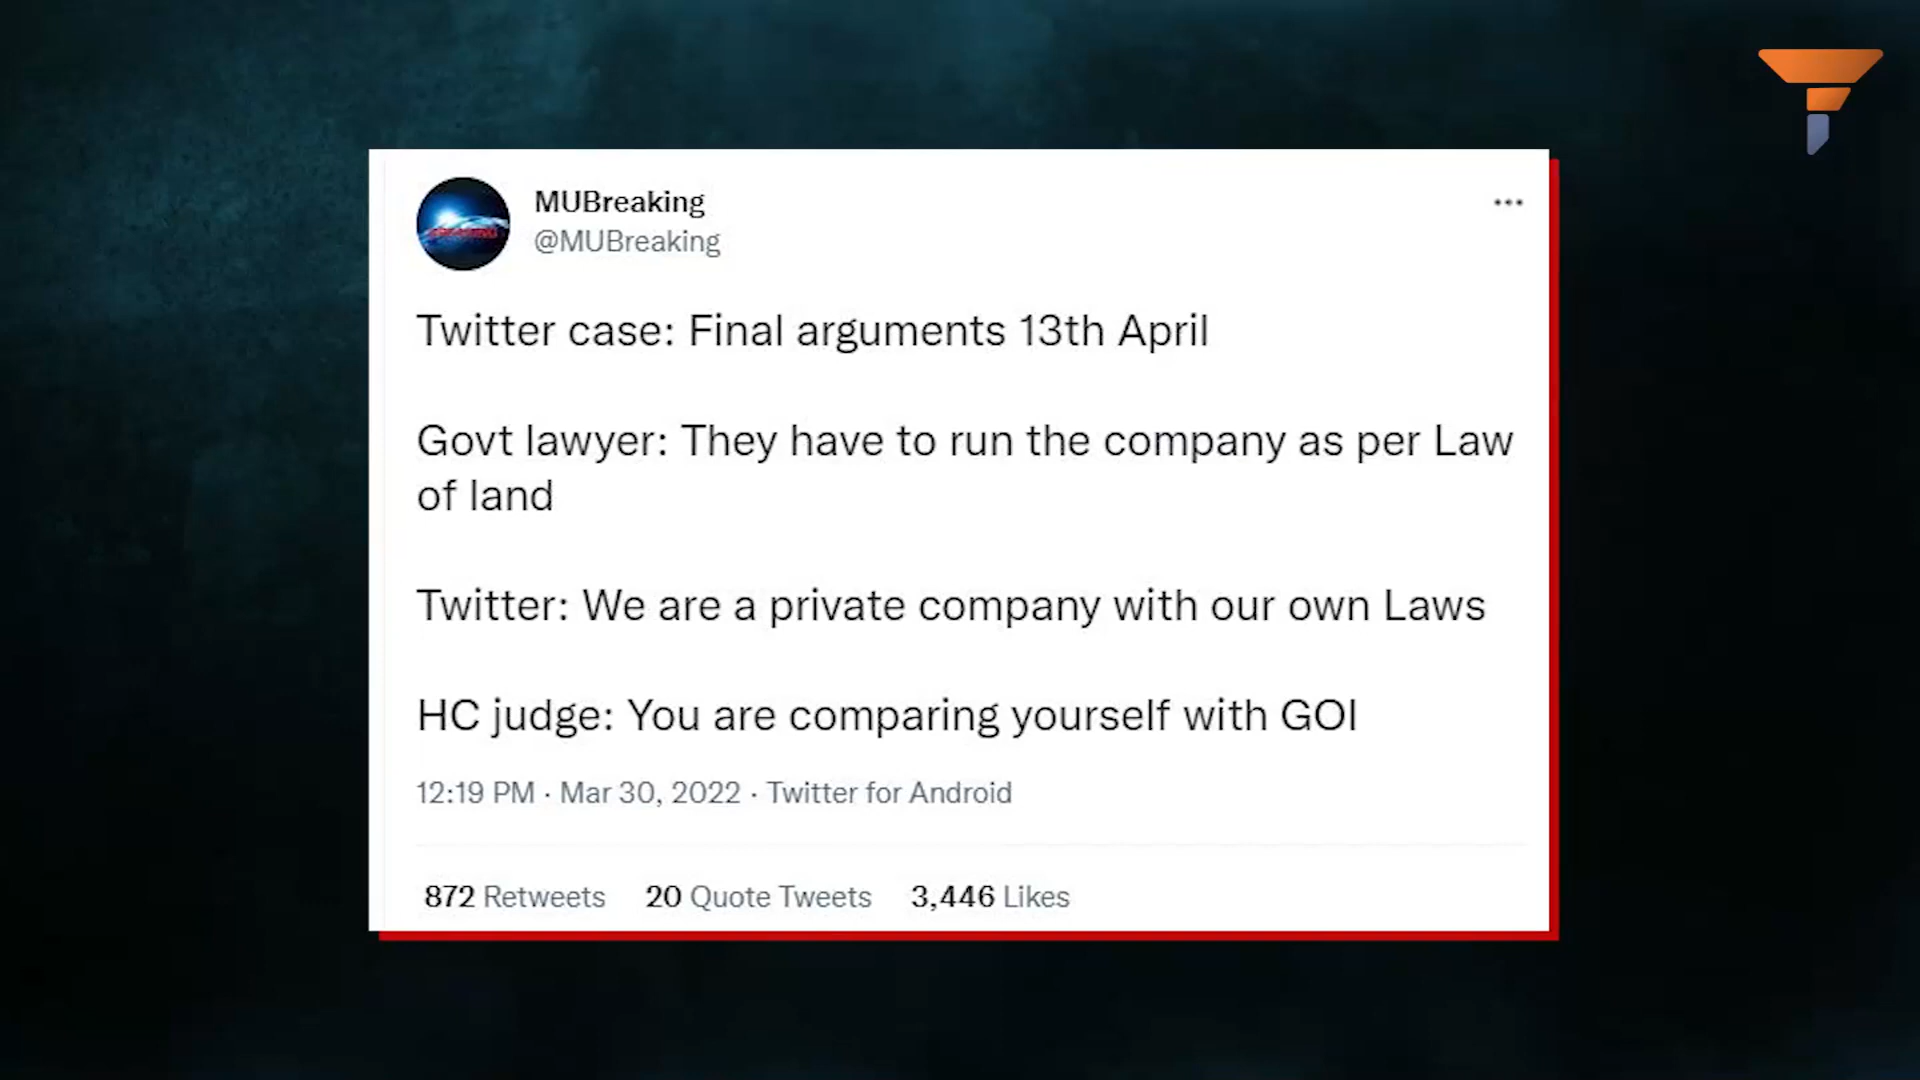 MUBreaking
@MUBreaking
Twitter case: Final arguments 13th April
Govt lawyer: They have to run the company as per Law
of land
Twitter: We are a private company with our own Laws
HC judge: You are comparing yourself with GOI
12:19 PM · Mar 30, 2022 · Twitter for Android
872 Retweets 20 Quote Tweets 3,446 Likes